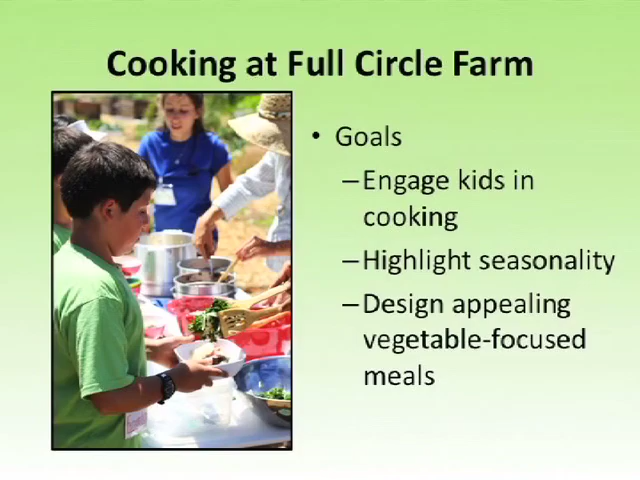 Cooking at Full Circle Farm
• Goals
–Engage kids in
cooking
–Highlight seasonality
–Design appealing
vegetable-focused
meals